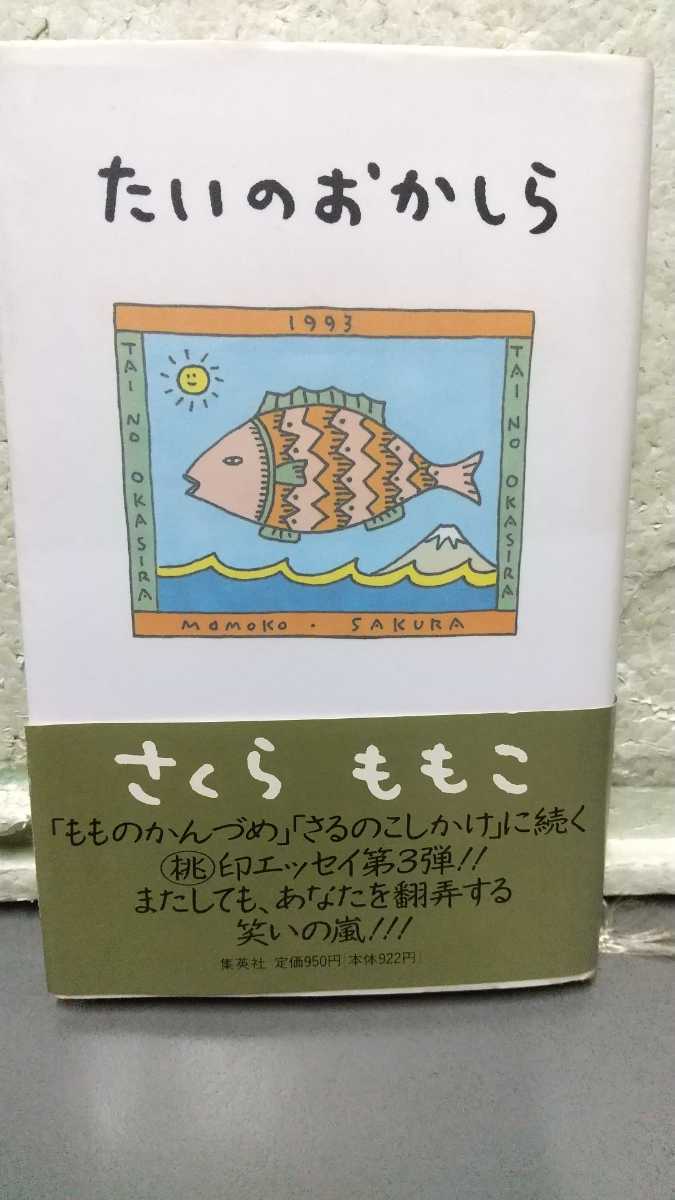 たいのおかしら
1993
TAI NO OKASIRA
TAI NO OKASIRA
MOMOKO・SAKURA
さくら ももこ
「もものかんづめ」「さるのこしかけ」に続く
桃印エッセイ第3弾!!
またしても、あなたを翻弄する
笑いの嵐!!!
集英社 定価950円[本体922円]